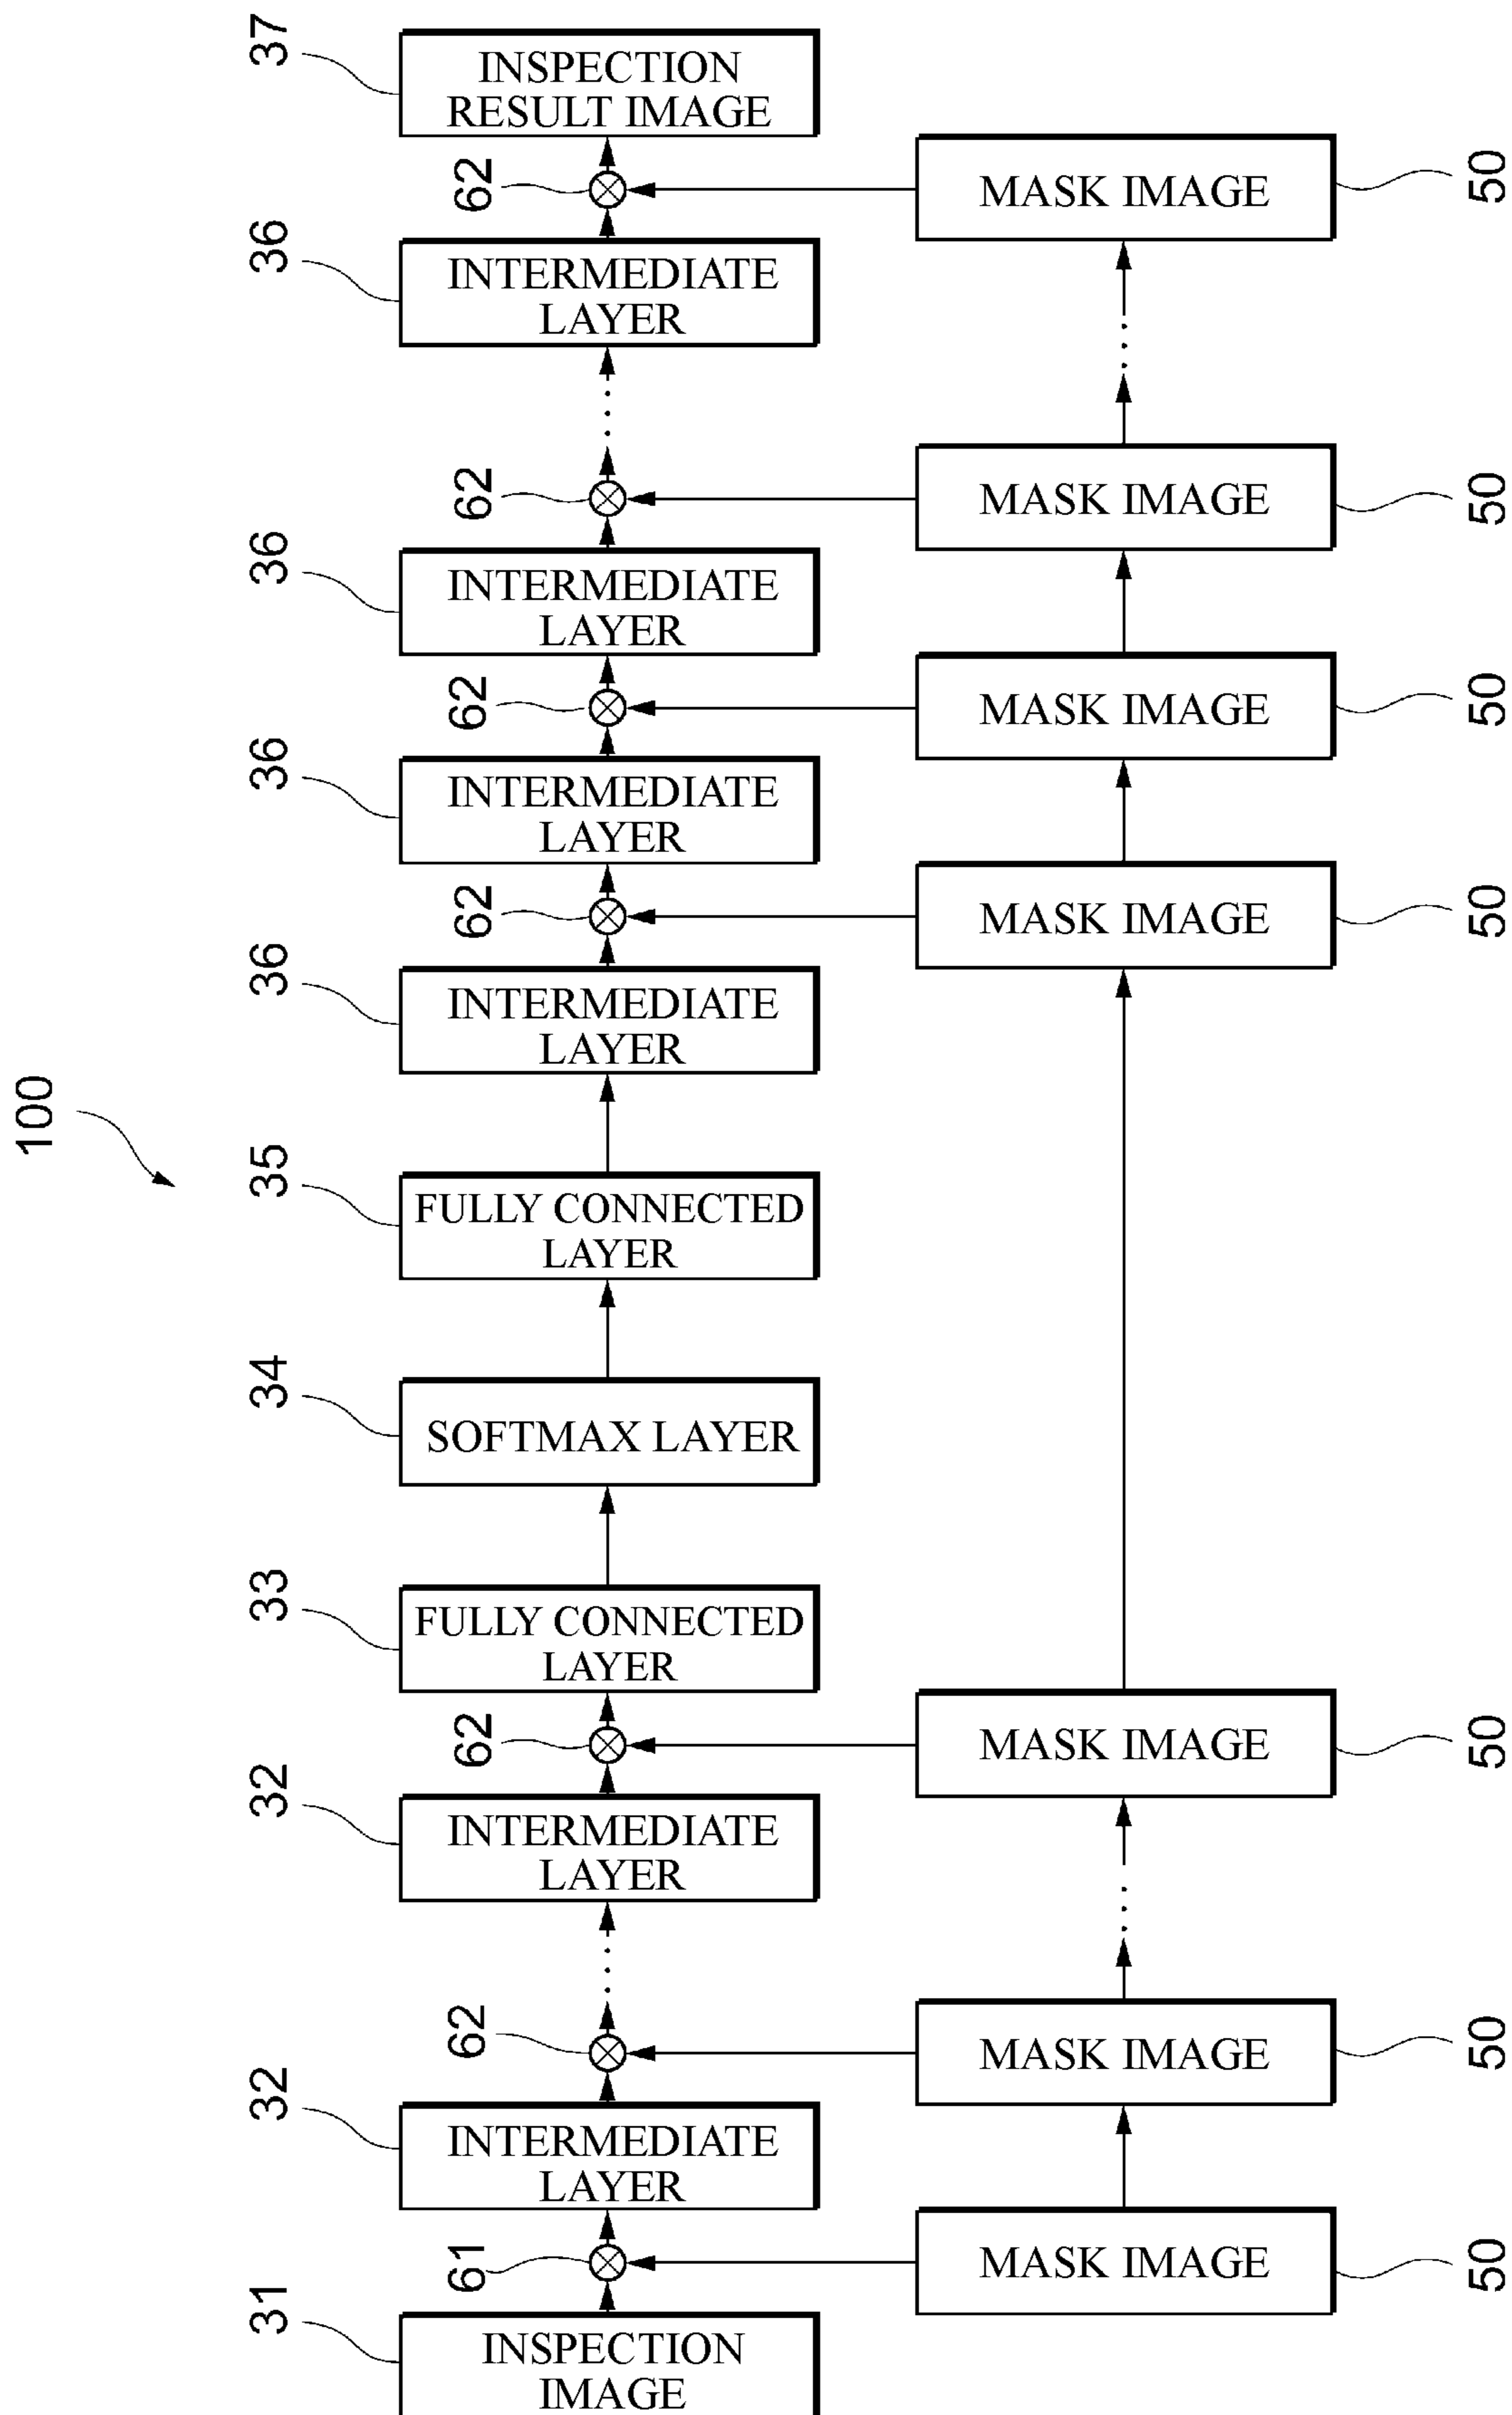 37
INSPECTION
RESULT IMAGE
62
MASK IMAGE
50
36
INTERMEDIATE
LAYER
62
MASK IMAGE
50
36
INTERMEDIATE
LAYER
62
MASK IMAGE
50
36
INTERMEDIATE
LAYER
62
MASK IMAGE
50
36
INTERMEDIATE
LAYER
100
35
FULLY CONNECTED
LAYER
34
SOFTMAX LAYER
33
FULLY CONNECTED
LAYER
62
MASK IMAGE
50
32
INTERMEDIATE
LAYER
62
MASK IMAGE
50
32
INTERMEDIATE
LAYER
61
MASK IMAGE
50
31
INSPECTION
IMAGE